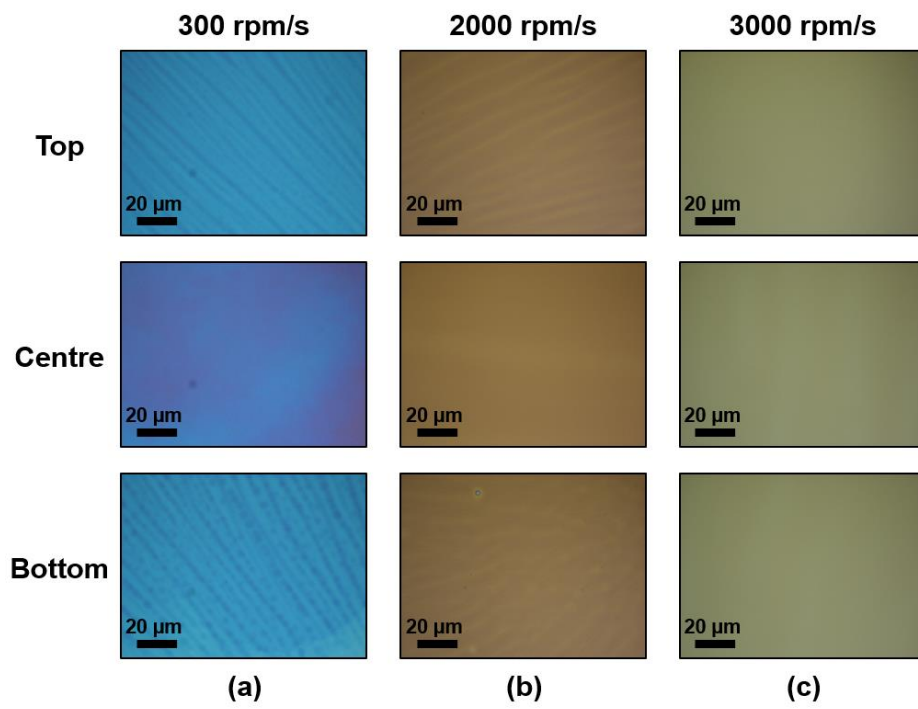 300 rpm/s 2000 rpm/s 3000 rpm/s
Top
20 µm 20 µm 20 µm
Centre
20 µm 20 µm 20 µm
Bottom
20 µm 20 µm 20 µm
(a) (b) (c)